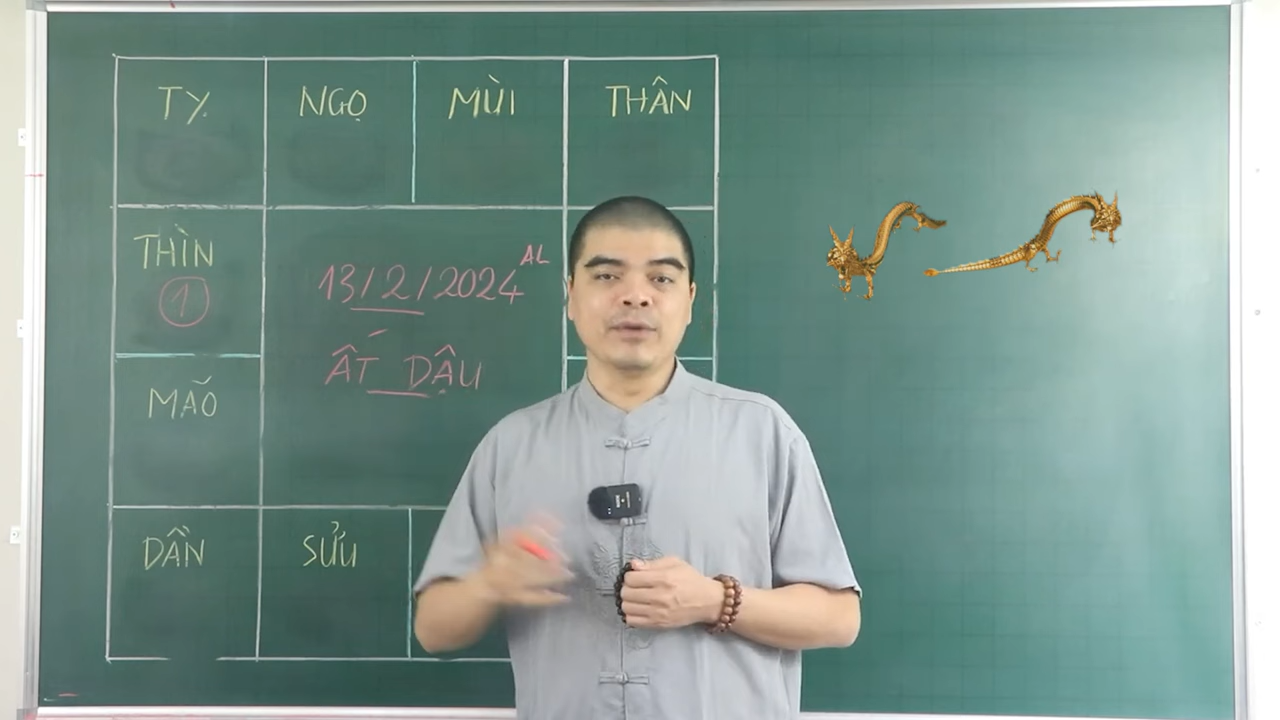 TỴ
NGỌ
MÙI
THÂN
THÌN
1
13/2/2024 AL
ẤT DẬU
MÃO
DẦN
SỬU